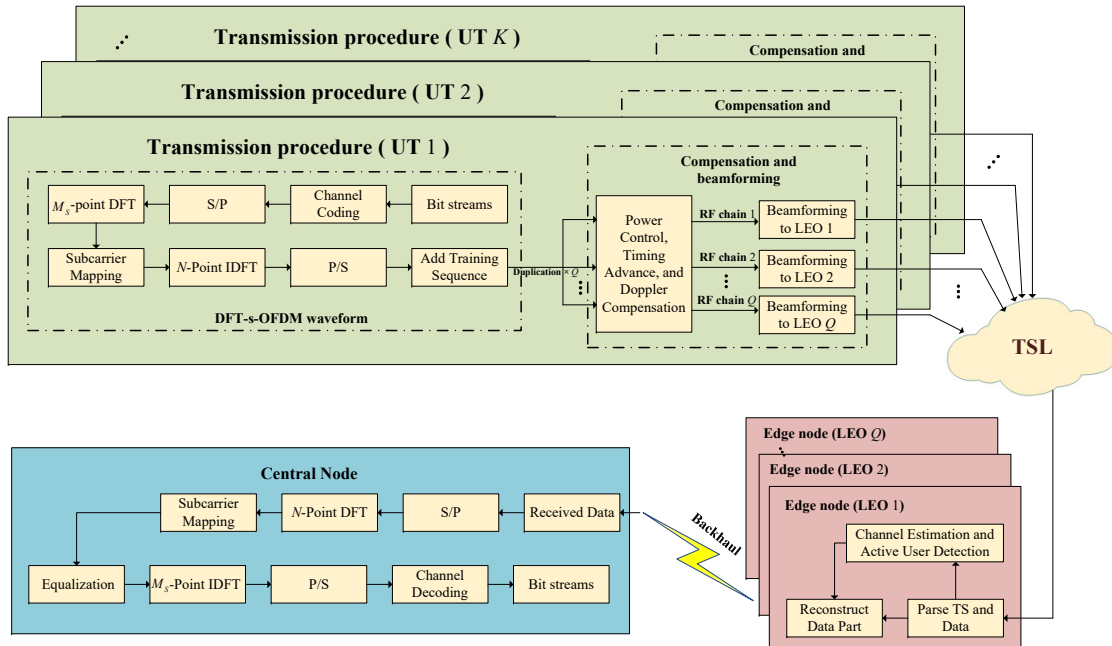 Transmission procedure ( UT K )
Compensation and
Transmission procedure ( UT 2 )
Compensation and
Transmission procedure ( UT 1 )
Compensation and
beamforming
M_S-point DFT
S/P
Channel
Coding
Bit streams
Subcarrier
Mapping
N-Point IDFT
P/S
Add Training
Sequence
Duplication × Q
DFT-s-OFDM waveform
Power
Control,
Timing
Advance, and
Doppler
Compensation
RF chain 1
Beamforming
to LEO 1
RF chain 2
Beamforming
to LEO 2
RF chain Q
Beamforming
to LEO Q
TSL
Central Node
Subcarrier
Mapping
N-Point DFT
S/P
Received Data
Equalization
M_S-Point IDFT
P/S
Channel
Decoding
Bit streams
Backhaul
Edge node (LEO Q)
Edge node (LEO 2)
Edge node (LEO 1)
Channel Estimation and
Active User Detection
Reconstruct
Data Part
Parse TS and
Data